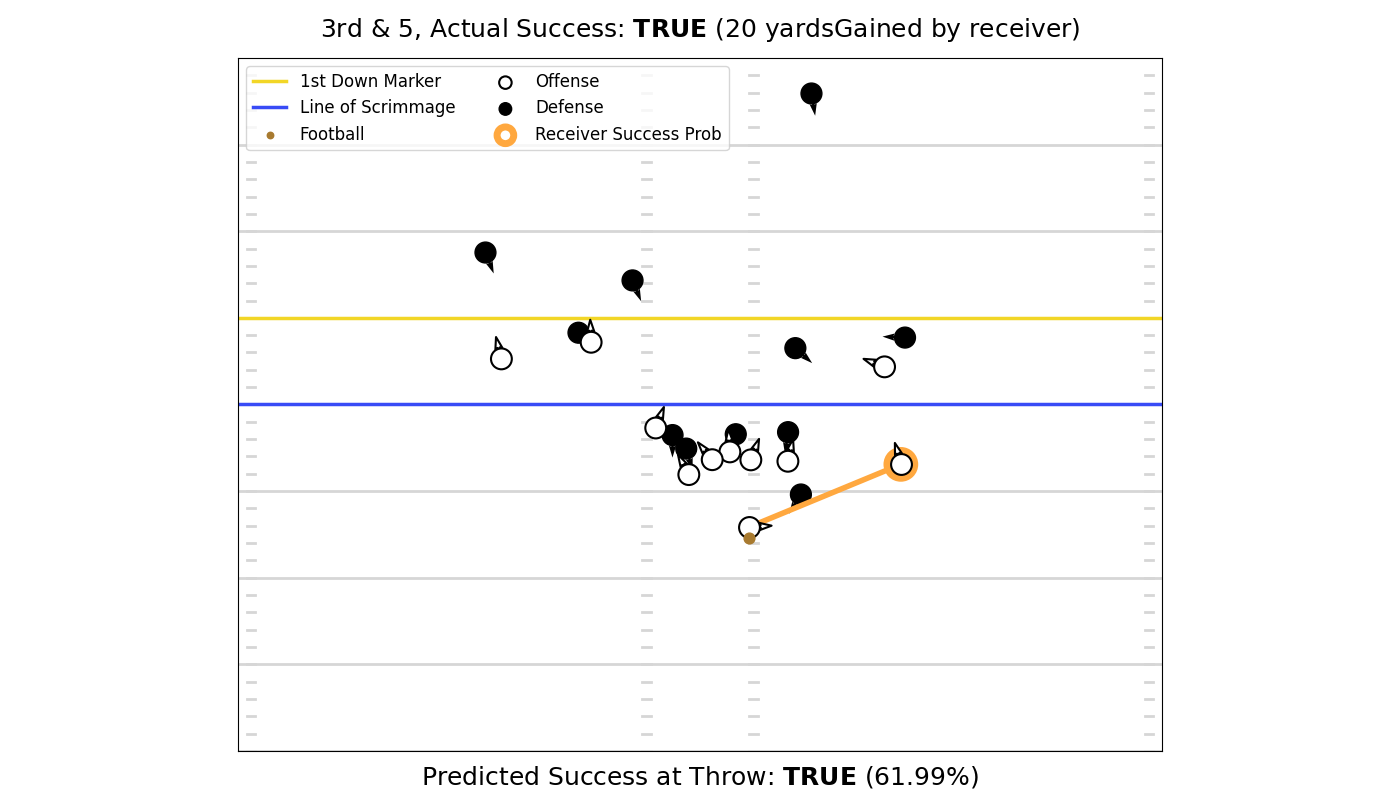 3rd & 5, Actual Success: TRUE (20 yardsGained by receiver)
1st Down Marker
Line of Scrimmage
Football
Offense
Defense
Receiver Success Prob
Predicted Success at Throw: TRUE (61.99%)